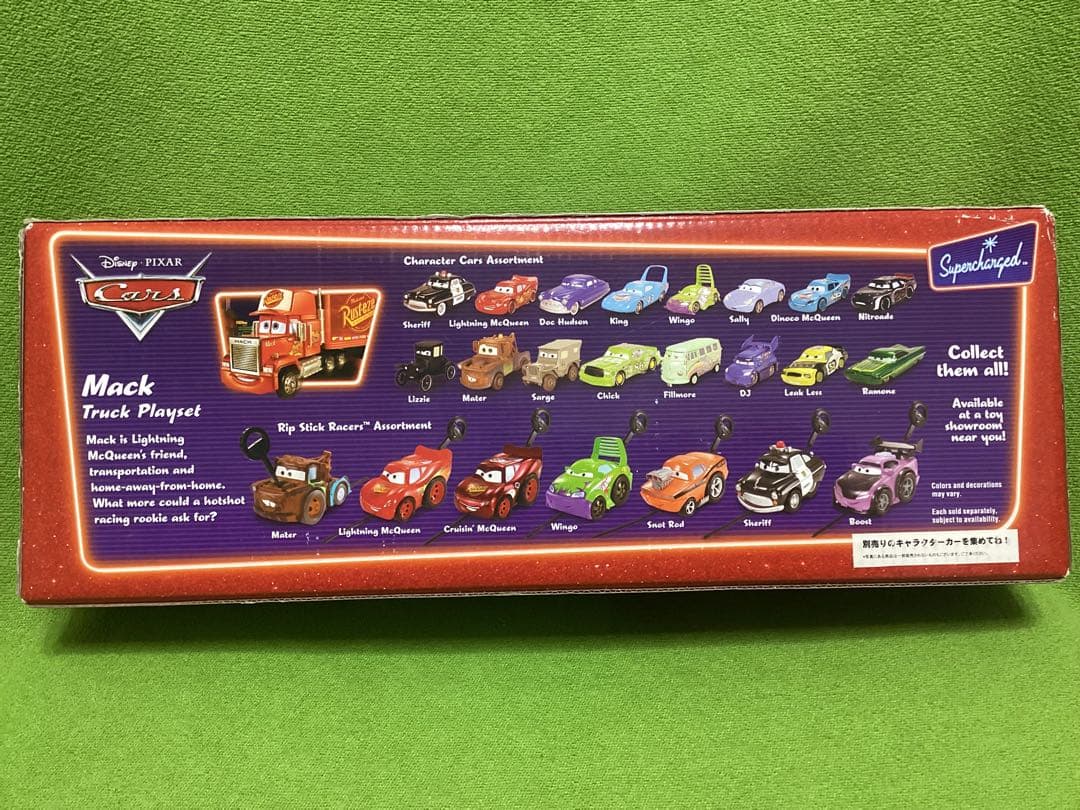 Disney · PIXAR
Cars
Supercharged™
MACK
Rust-eze
Mack
Truck Playset
Mack is Lightning
McQueen's friend,
transportation and
home-away-from-home.
What more could a hotshot
racing rookie ask for?
Character Cars Assortment
Sheriff Lightning McQueen Doc Hudson King Wingo Sally Dinoco McQueen Nitroade
Lizzie Mater Sarge Chick Fillmore DJ Leak Less Ramone
Rip Stick Racers™ Assortment
Mater Lightning McQueen Cruisin' McQueen Wingo Snot Rod Sheriff Boost
Collect
them all!
Available
at a toy
showroom
near you!
Colors and decorations
may vary.
Each sold separately,
subject to availability.
別売りのキャラクターカーを集めてね!